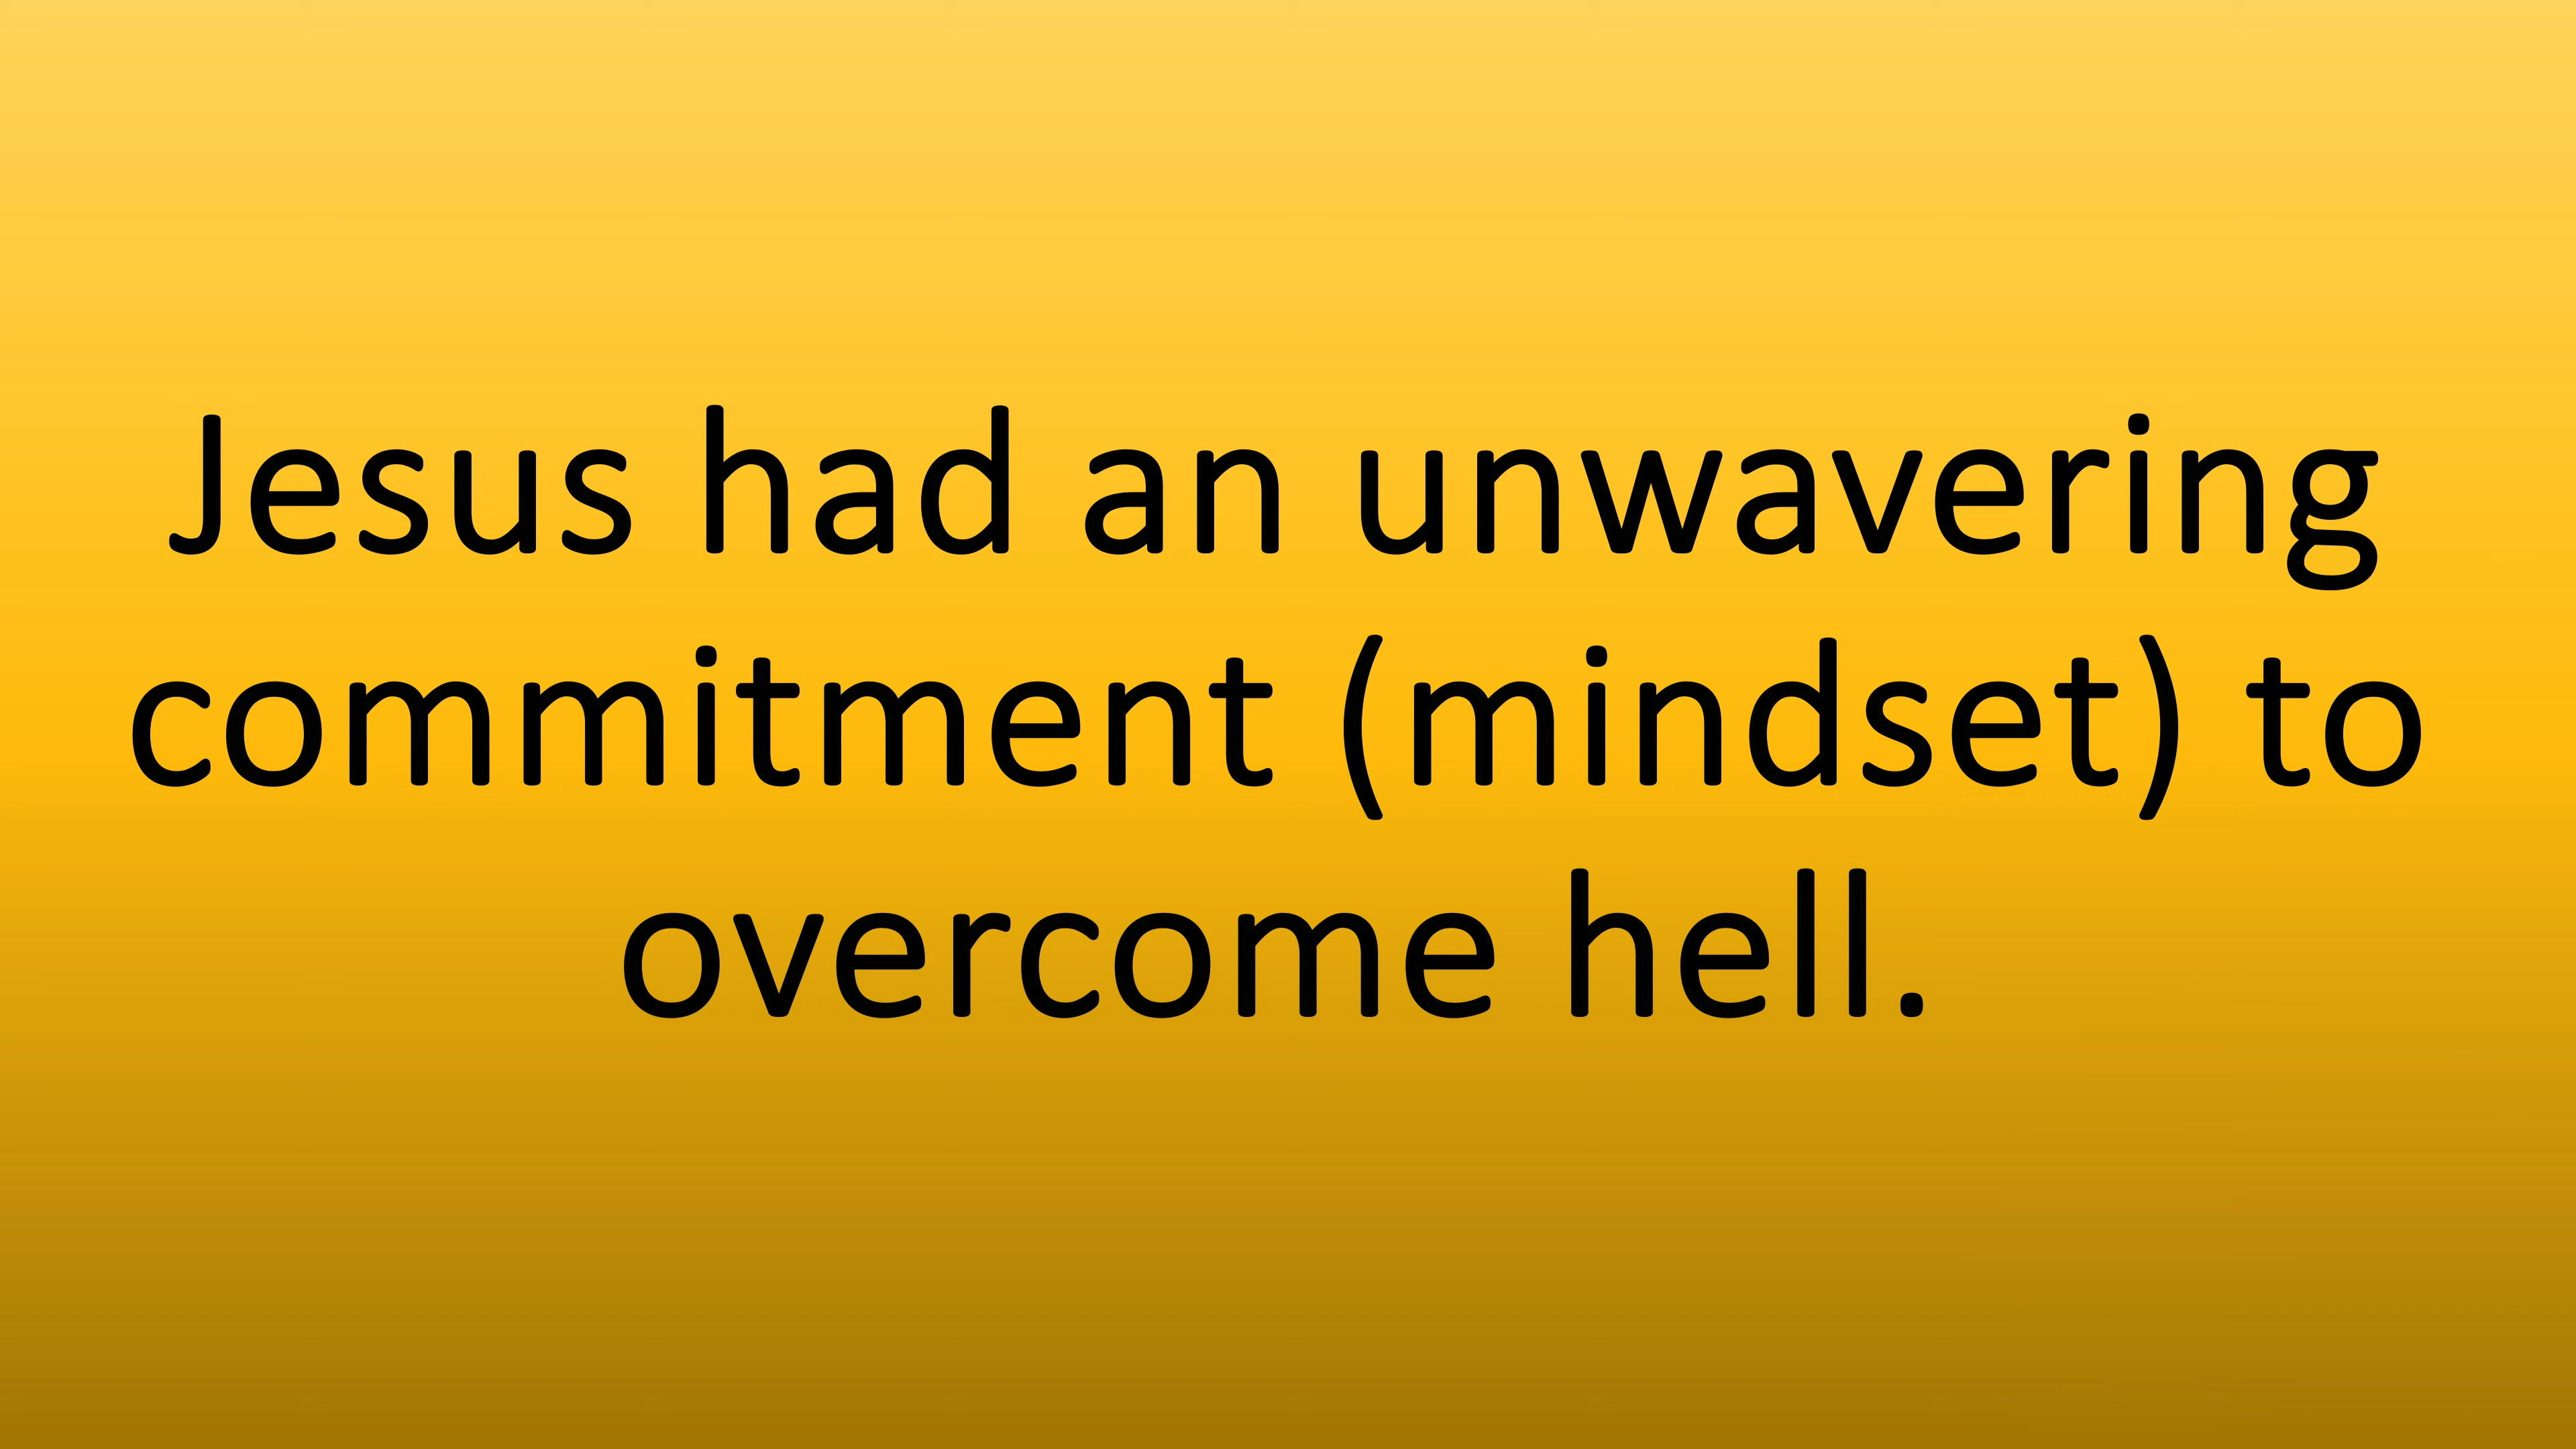 Jesus had an unwavering
commitment (mindset) to
overcome hell.